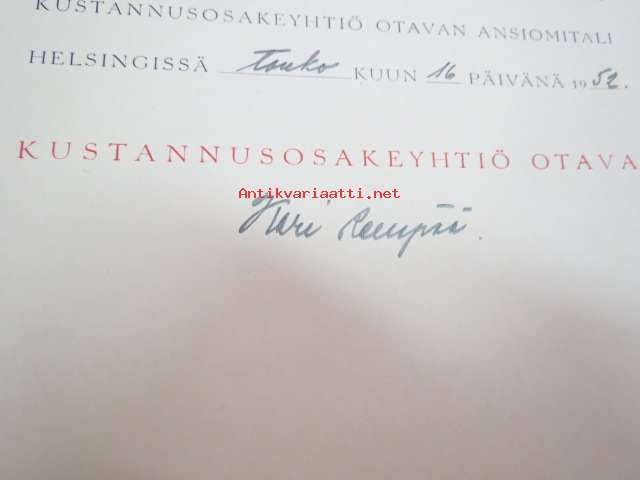 KUSTANNUSOSAKEYHTIÖ OTAVAN ANSIOMITALI
HELSINGISSÄ touko KUUN 16 PÄIVÄNÄ 1952.
KUSTANNUSOSAKEYHTIÖ OTAVA
Antikvariaatti.net